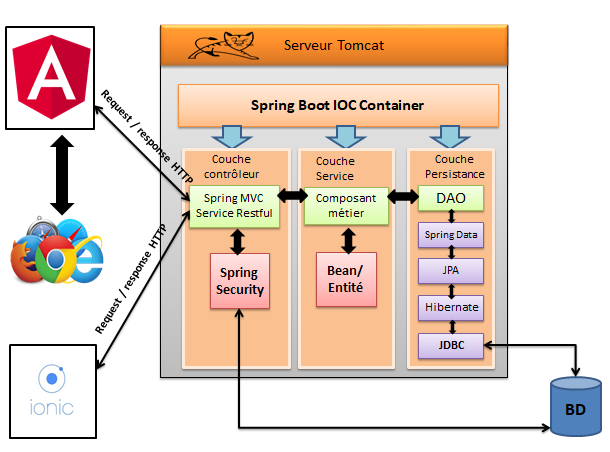 A
Serveur Tomcat
Spring Boot IOC Container
Request / response HTTP
Couche
contrôleur
Spring MVC
Service Restful
Spring
Security
Couche
Service
Composant
métier
Bean/
Entité
Couche
Persistance
DAO
Spring Data
JPA
Hibernate
JDBC
Request / response HTTP
ionic
BD